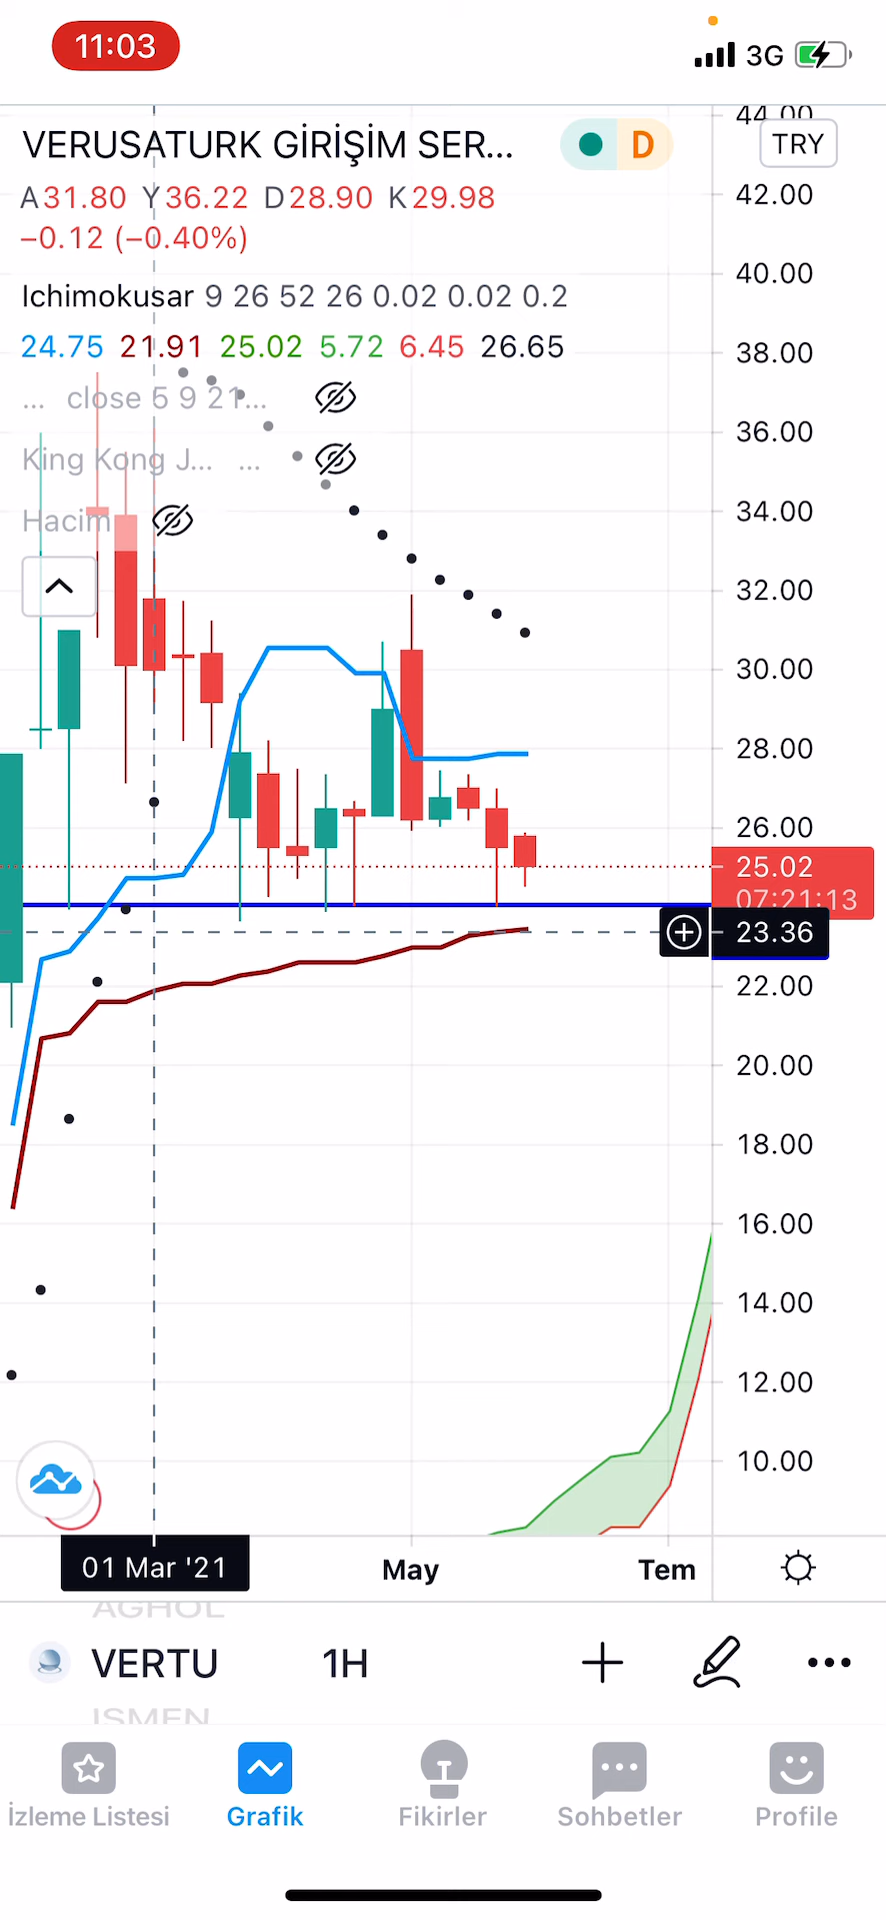 11:03
3G
VERUSATURK GİRİŞİM SER...
D
TRY
A31.80 Y36.22 D28.90 K29.98
−0.12 (−0.40%)
Ichimokusar 9 26 52 26 0.02 0.02 0.2
24.75 21.91 25.02 5.72 6.45 26.65
... close 5 9 21...
King Kong J... ...
Hacim
44.00
42.00
40.00
38.00
36.00
34.00
32.00
30.00
28.00
26.00
25.02
07:21:13
23.36
22.00
20.00
18.00
16.00
14.00
12.00
10.00
01 Mar '21
May
Tem
AGHOL
VERTU
1H
ISMEN
İzleme Listesi
Grafik
Fikirler
Sohbetler
Profile